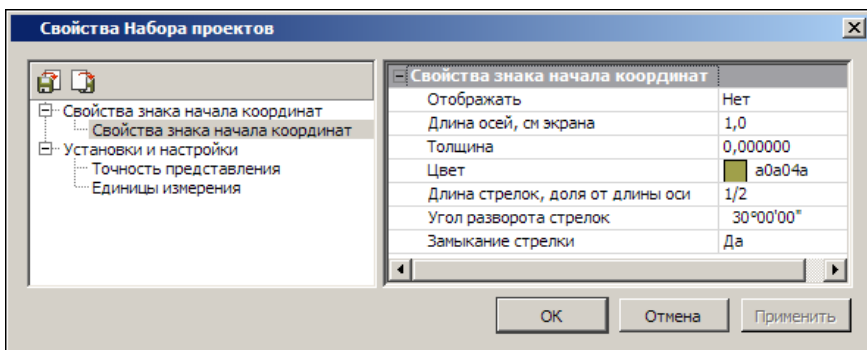 Свойства Набора проектов
Свойства знака начала координат
Свойства знака начала координат
Установки и настройки
Точность представления
Единицы измерения
Свойства знака начала координат
Отображать Нет
Длина осей, см экрана 1,0
Толщина 0,000000
Цвет a0a04a
Длина стрелок, доля от длины оси 1/2
Угол разворота стрелок 30°00'00"
Замыкание стрелки Да
ОК Отмена Применить